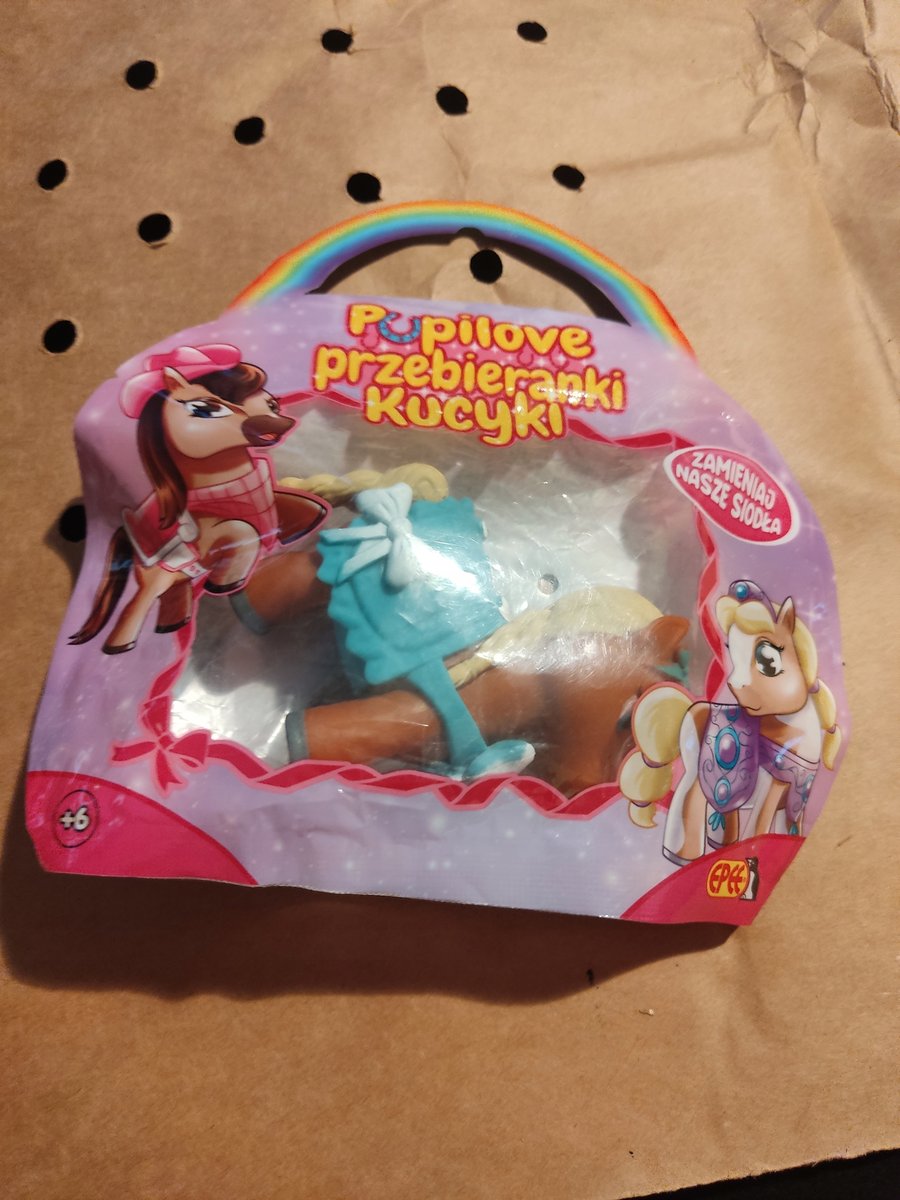 Pupilove
przebieranki
Kucyki
ZAMIENIAJ
NASZE SIODŁA
+6
EPEE